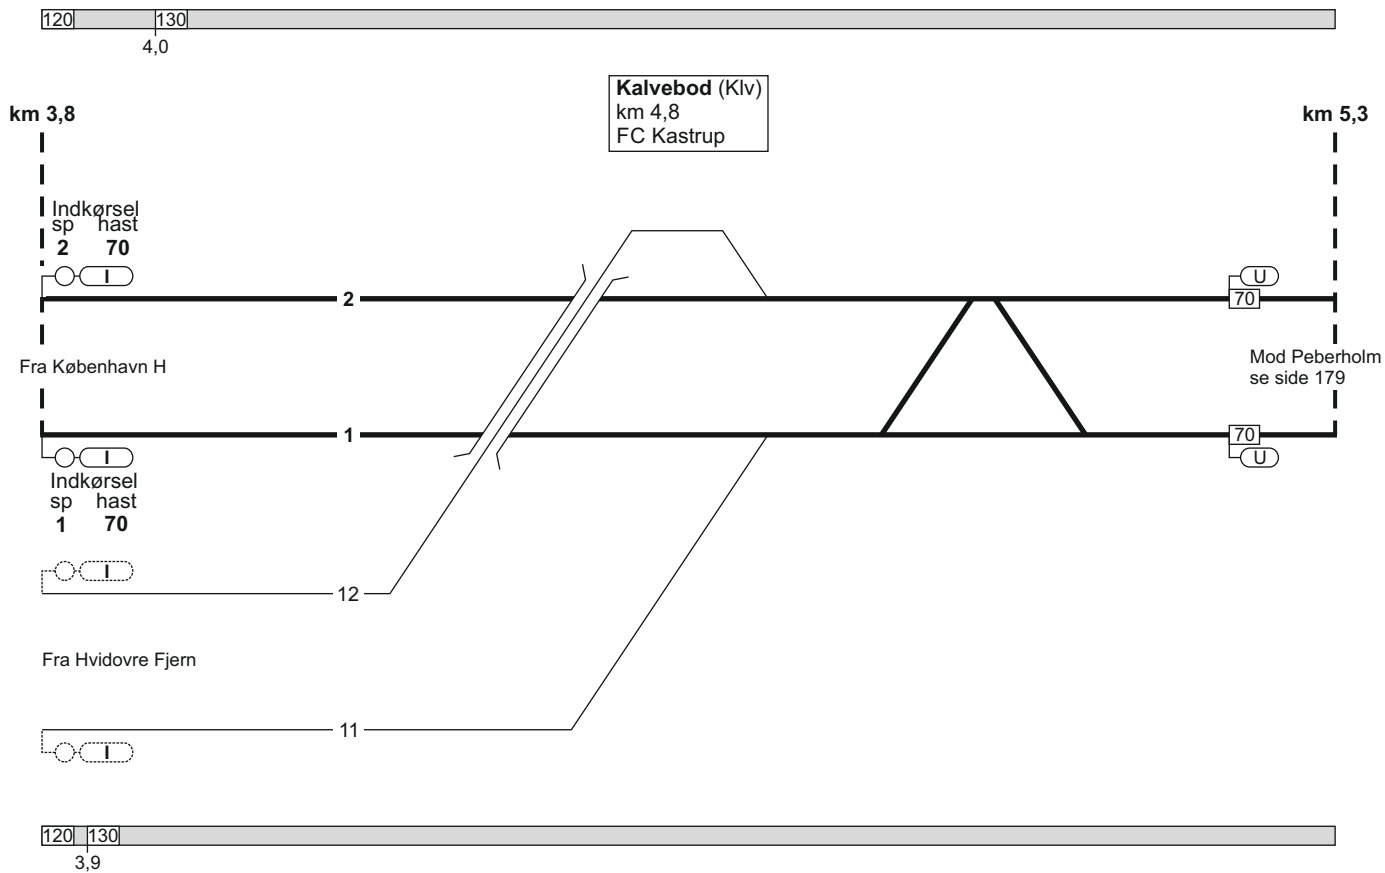 120 130
4,0
Kalvebod (Klv)
km 4,8
FC Kastrup
km 3,8
km 5,3
Indkørsel
sp hast
2 70
I
U
2
70
Fra København H
Mod Peberholm
se side 179
1
70
I
U
Indkørsel
sp hast
1 70
I
12
Fra Hvidovre Fjern
11
I
120 130
3,9